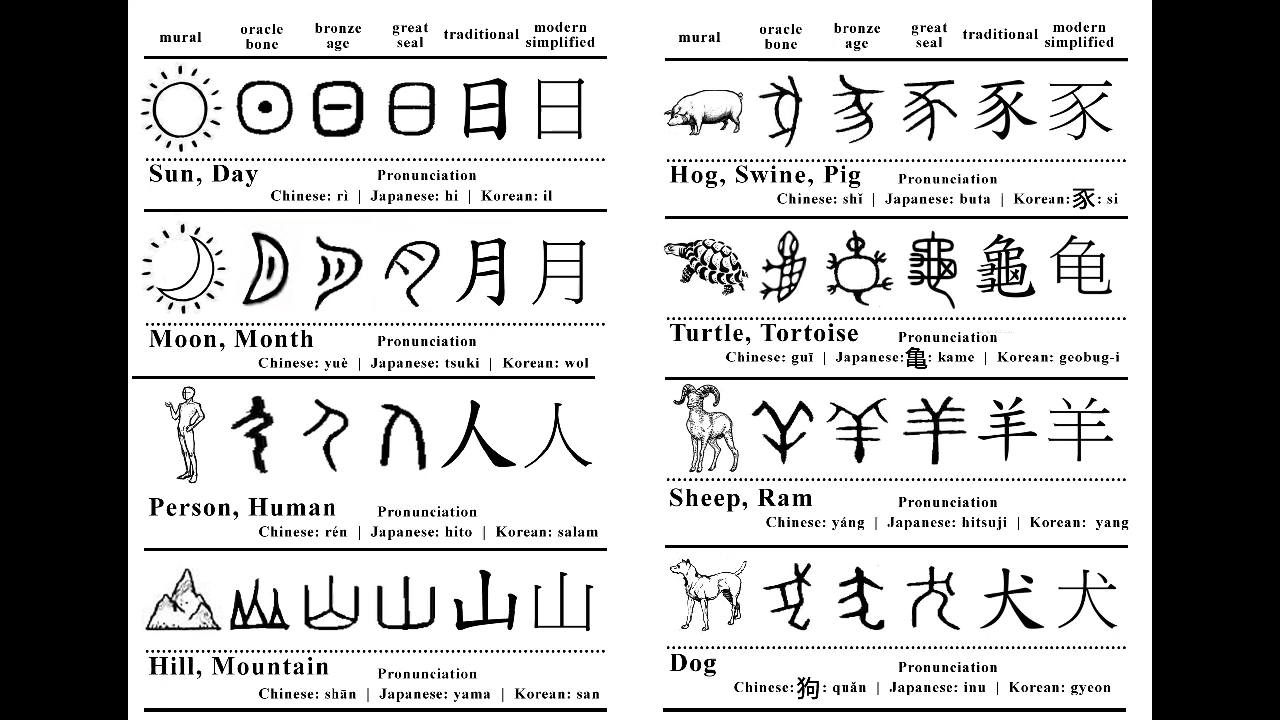 mural oracle bone bronze age great seal traditional modern simplified
日 日
Sun, Day Pronunciation
Chinese: rì | Japanese: hi | Korean: il
月 月
Moon, Month Pronunciation
Chinese: yuè | Japanese: tsuki | Korean: wol
人 人
Person, Human Pronunciation
Chinese: rén | Japanese: hito | Korean: salam
山 山
Hill, Mountain Pronunciation
Chinese: shān | Japanese: yama | Korean: san
mural oracle bone bronze age great seal traditional modern simplified
豕 豕
Hog, Swine, Pig Pronunciation
Chinese: shǐ | Japanese: buta | Korean:豕: si
龜 龟
Turtle, Tortoise Pronunciation
Chinese: guī | Japanese:亀: kame | Korean: geobug-i
羊 羊
Sheep, Ram Pronunciation
Chinese: yáng | Japanese: hitsuji | Korean: yang
犬 犬
Dog Pronunciation
Chinese:狗: quǎn | Japanese: inu | Korean: gyeon